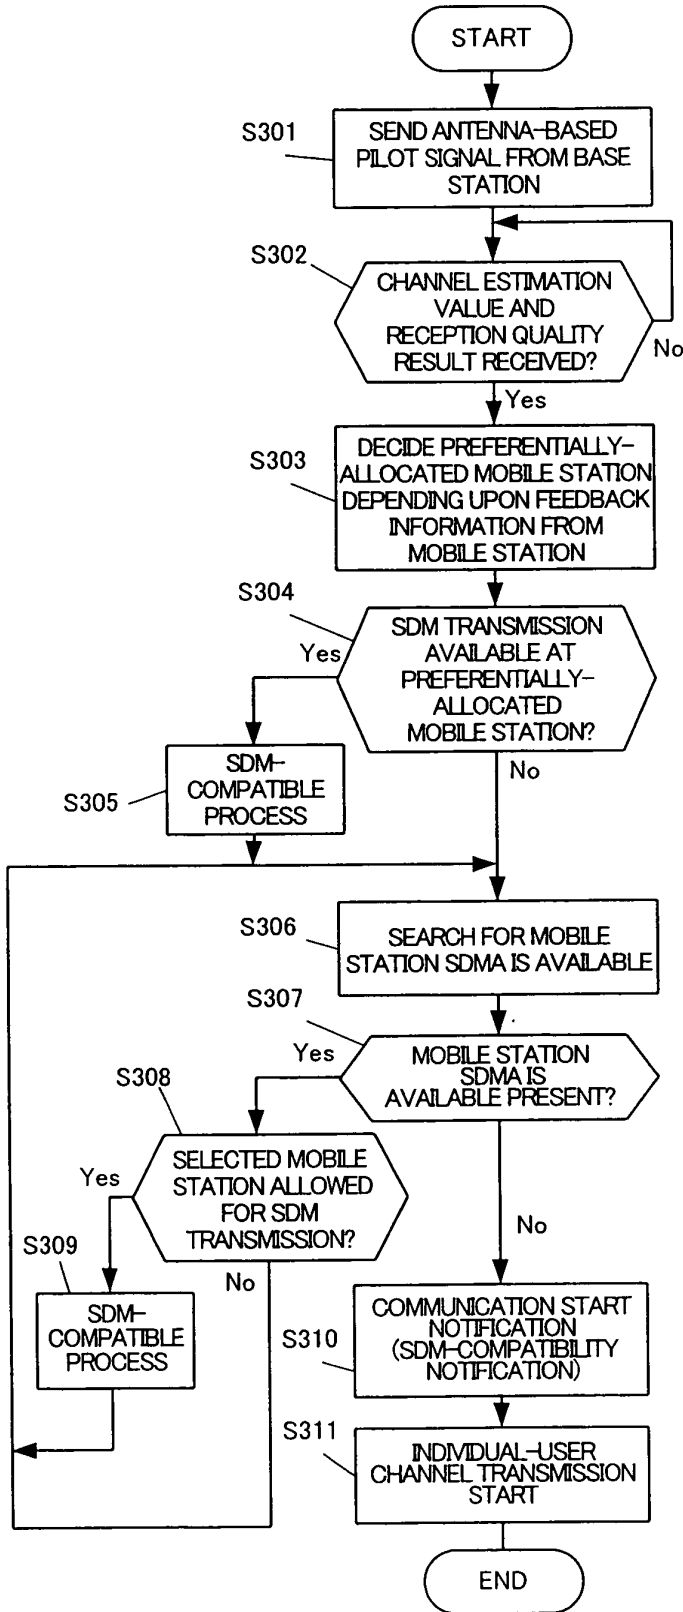 START
S301
SEND ANTENNA-BASED
PILOT SIGNAL FROM BASE
STATION
S302
CHANNEL ESTIMATION
VALUE AND
RECEPTION QUALITY
RESULT RECEIVED?
No
Yes
S303
DECIDE PREFERENTIALLY-
ALLOCATED MOBILE STATION
DEPENDING UPON FEEDBACK
INFORMATION FROM
MOBILE STATION
S304
Yes
SDM TRANSMISSION
AVAILABLE AT
PREFERENTIALLY-
ALLOCATED
MOBILE STATION?
No
S305
SDM-
COMPATIBLE
PROCESS
S306
SEARCH FOR MOBILE
STATION SDMA IS AVAILABLE
S307
Yes
MOBILE STATION
SDMA IS
AVAILABLE PRESENT?
No
S308
Yes
SELECTED MOBILE
STATION ALLOWED
FOR SDM
TRANSMISSION?
No
S309
SDM-
COMPATIBLE
PROCESS
S310
COMMUNICATION START
NOTIFICATION
(SDM-COMPATIBILITY
NOTIFICATION)
S311
INDIVIDUAL-USER
CHANNEL TRANSMISSION
START
END